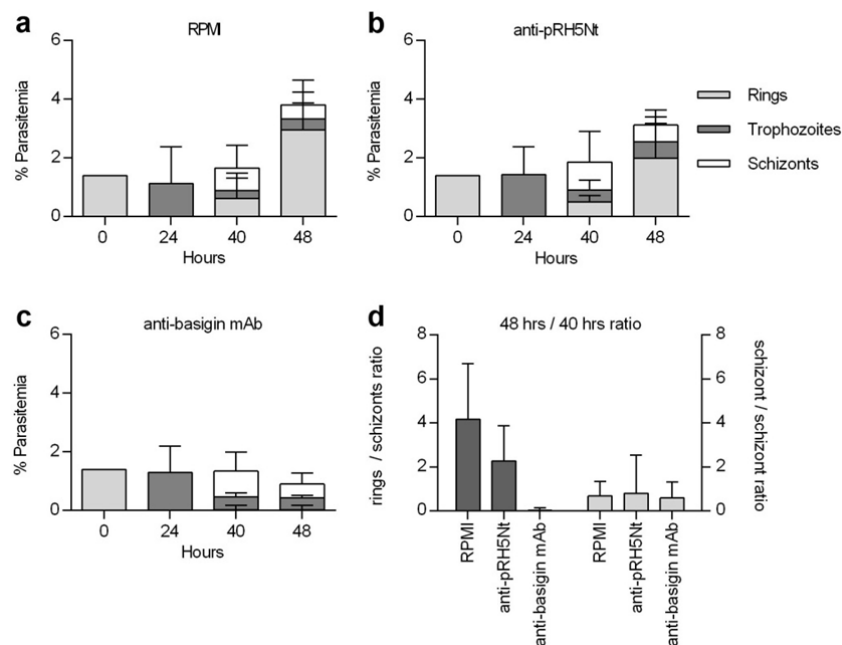 a
RPMI
% Parasitemia
6
4
2
0
0 24 40 48
Hours
b
anti-pRH5Nt
% Parasitemia
6
4
2
0
0 24 40 48
Hours
Rings
Trophozoites
Schizonts
c
anti-basigin mAb
% Parasitemia
6
4
2
0
0 24 40 48
Hours
d
48 hrs / 40 hrs ratio
rings / schizonts ratio
8
6
4
2
0
8
6
4
2
0
schizont / schizont ratio
RPMI
anti-pRH5Nt
anti-basigin mAb
RPMI
anti-pRH5Nt
anti-basigin mAb